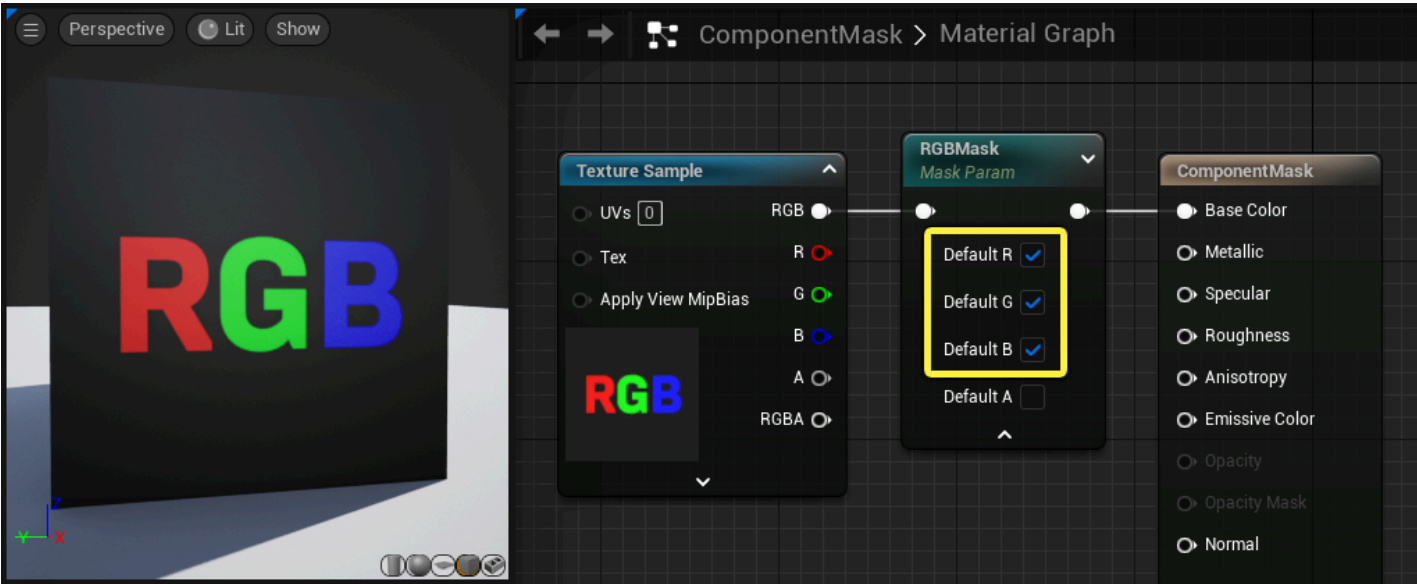 Perspective
Lit
Show
RGB
Y
X
Z
ComponentMask > Material Graph
Texture Sample
UVs 0
Tex
Apply View MipBias
RGB
R
G
B
A
RGBA
RGB
RGBMask
Mask Param
Default R
Default G
Default B
Default A
ComponentMask
Base Color
Metallic
Specular
Roughness
Anisotropy
Emissive Color
Opacity
Opacity Mask
Normal